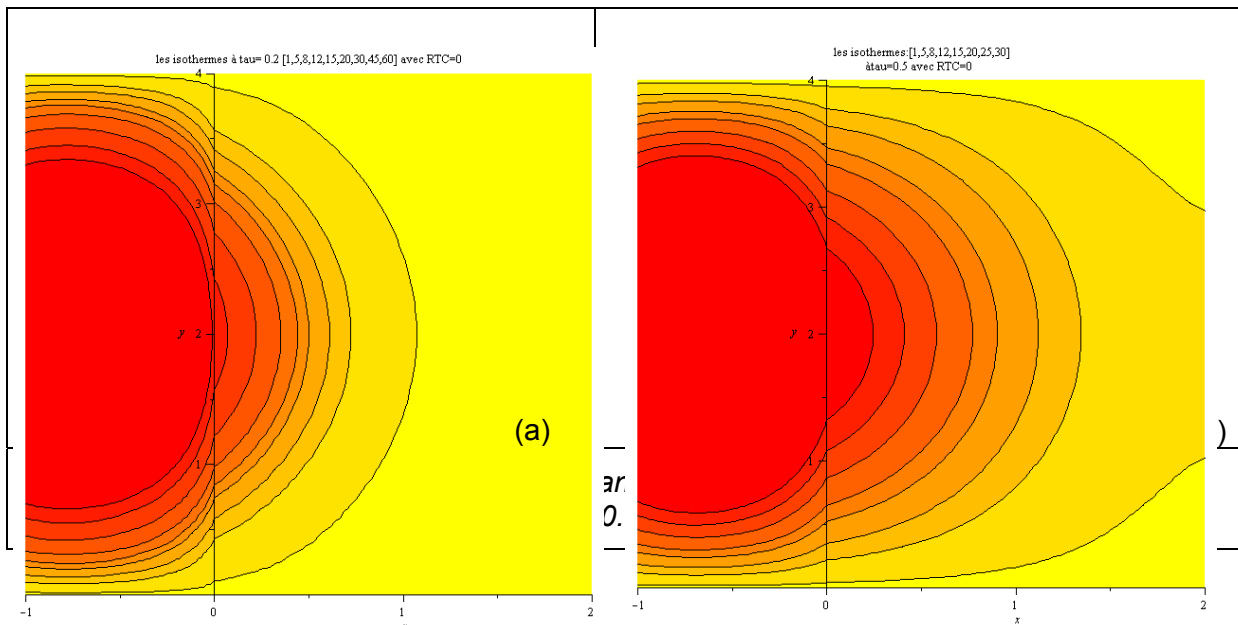 les isothermes à tau= 0.2 [1,5,8,12,15,20,30,45,60] avec RTC=0
4
3
y 2
1
-1 0 1 2
(a)
les isothermes:[1,5,8,12,15,20,25,30]
àtau=0.5 avec RTC=0
4
3
y 2
1
-1 0 1 2
x
)
0.